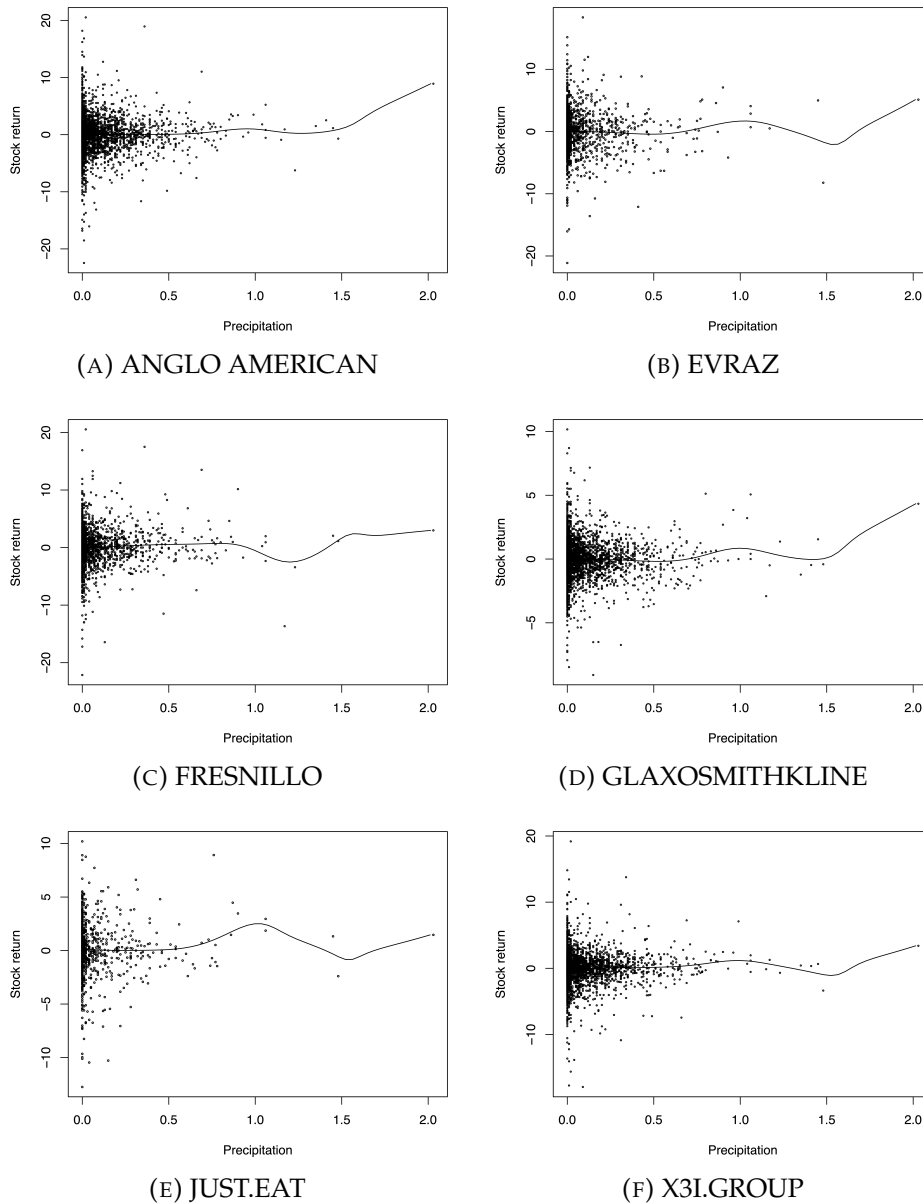 20
10
0
−10
−20
Stock return
0.0 0.5 1.0 1.5 2.0
Precipitation
(A) ANGLO AMERICAN
10
0
−10
−20
Stock return
0.0 0.5 1.0 1.5 2.0
Precipitation
(B) EVRAZ
20
10
0
−10
−20
Stock return
0.0 0.5 1.0 1.5 2.0
Precipitation
(C) FRESNILLO
10
5
0
−5
Stock return
0.0 0.5 1.0 1.5 2.0
Precipitation
(D) GLAXOSMITHKLINE
10
5
0
−5
−10
Stock return
0.0 0.5 1.0 1.5 2.0
Precipitation
(E) JUST.EAT
20
10
0
−10
Stock return
0.0 0.5 1.0 1.5 2.0
Precipitation
(F) X3I.GROUP